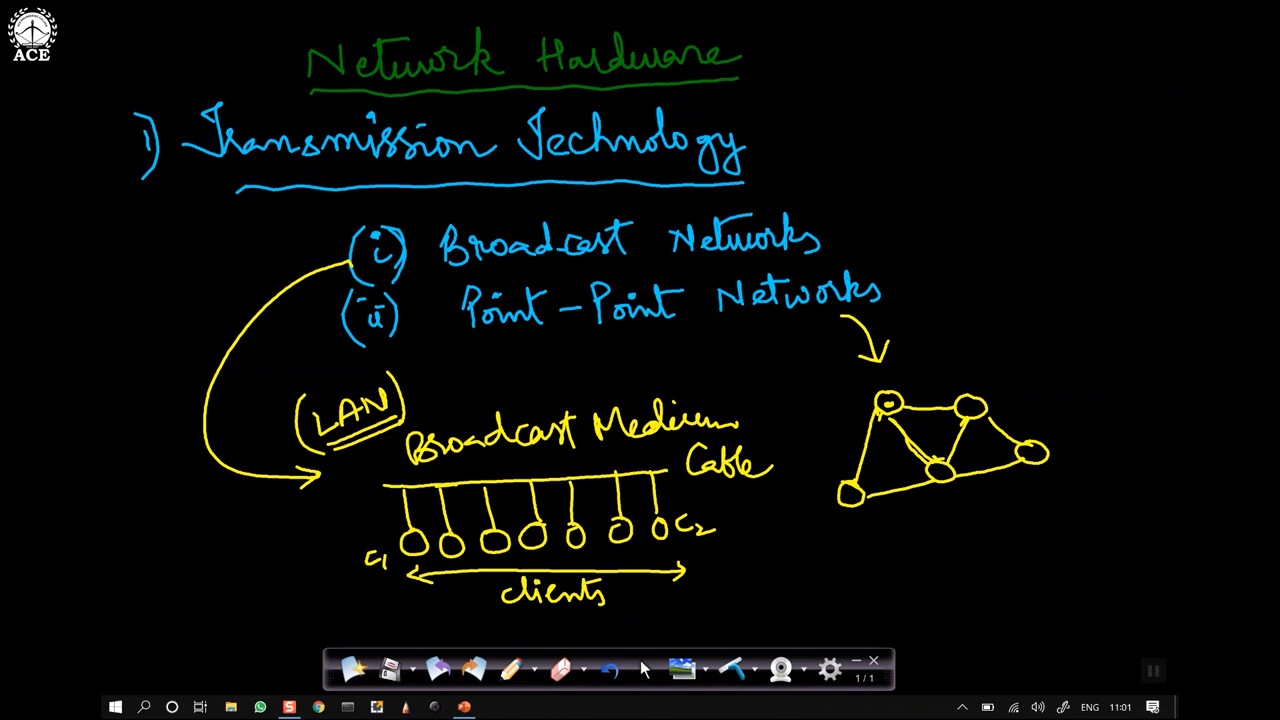 ACE
Network Hardware
1) Transmission Technology
(i) Broadcast Networks
(ii) Point-Point Networks
(LAN)
Broadcast Medium
Cable
C1
C2
clients
1 / 1
ENG 11:01